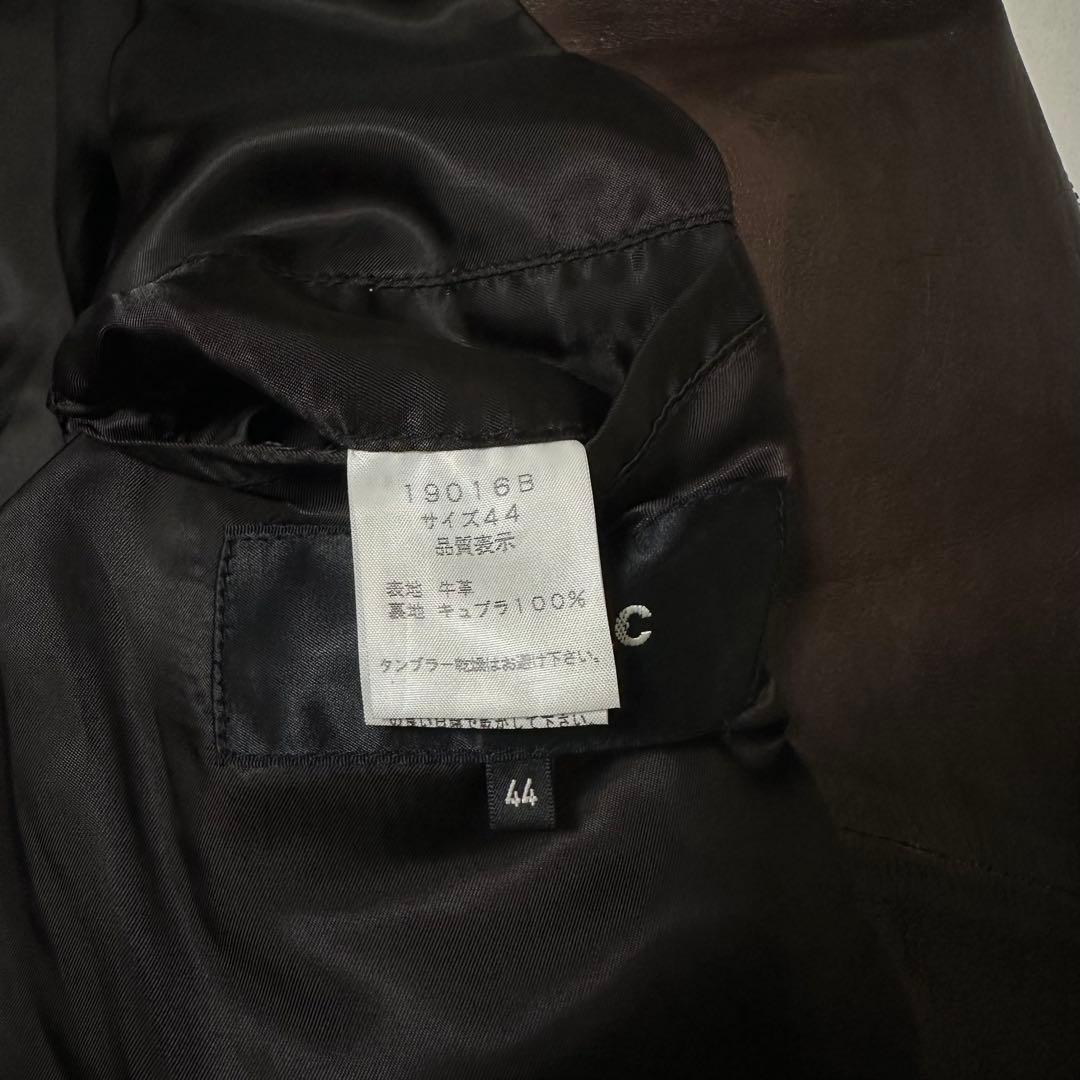 19016B
サイズ44
品質表示
表地 牛革
裏地 キュプラ100%
タンブラー乾燥はお避け下さい。
C
44